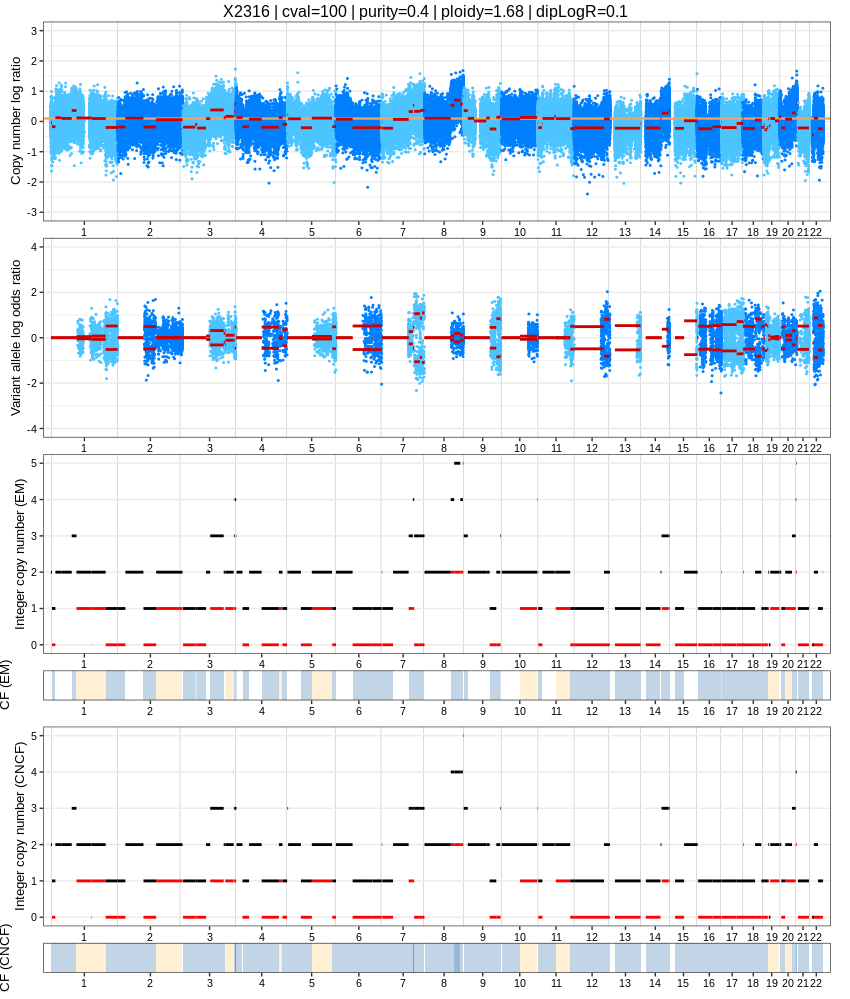 X2316 | cval=100 | purity=0.4 | ploidy=1.68 | dipLogR=0.1
Copy number log ratio
3
2
1
0
-1
-2
-3
1 2 3 4 5 6 7 8 9 10 11 12 13 14 15 16 17 18 19 20 21 22
Variant allele log odds ratio
4
2
0
-2
-4
1 2 3 4 5 6 7 8 9 10 11 12 13 14 15 16 17 18 19 20 21 22
Integer copy number (EM)
5
4
3
2
1
0
1 2 3 4 5 6 7 8 9 10 11 12 13 14 15 16 17 18 19 20 21 22
CF (EM)
1 2 3 4 5 6 7 8 9 10 11 12 13 14 15 16 17 18 19 20 21 22
Integer copy number (CNCF)
5
4
3
2
1
0
1 2 3 4 5 6 7 8 9 10 11 12 13 14 15 16 17 18 19 20 21 22
CF (CNCF)
1 2 3 4 5 6 7 8 9 10 11 12 13 14 15 16 17 18 19 20 21 22